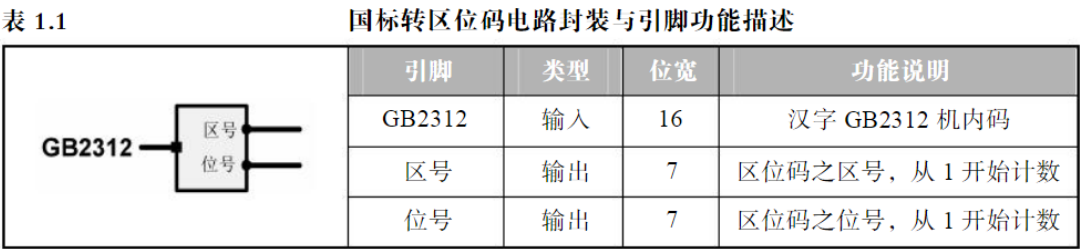 表 1.1 国标转区位码电路封装与引脚功能描述
引脚 类型 位宽 功能说明
GB2312 输入 16 汉字 GB2312 机内码
区号 输出 7 区位码之区号，从 1 开始计数
位号 输出 7 区位码之位号，从 1 开始计数
GB2312
区号
位号